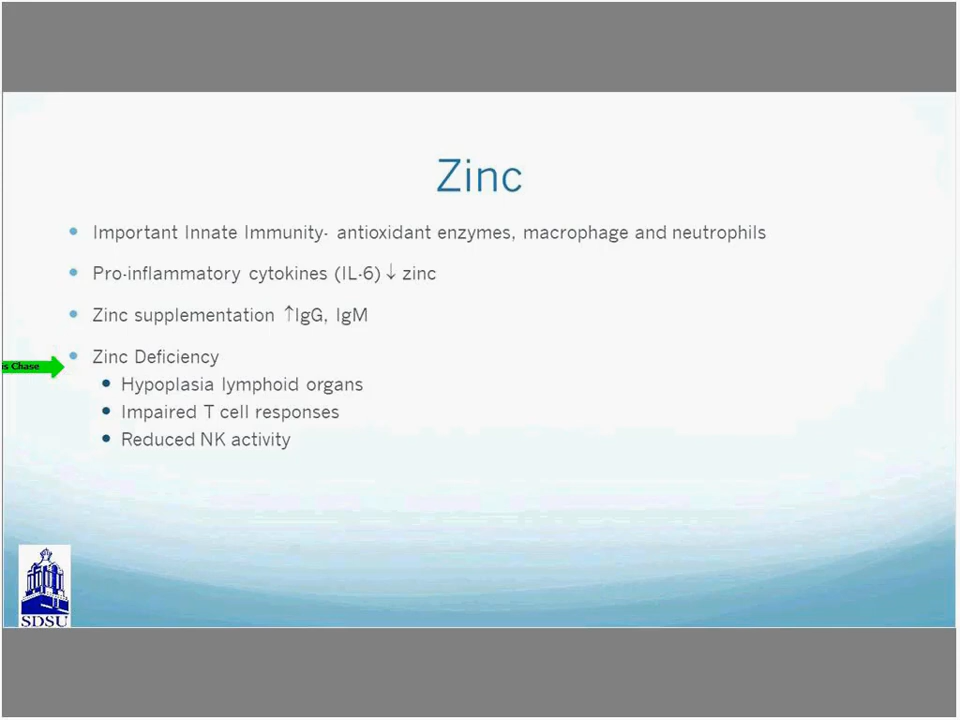 Zinc
Important Innate Immunity- antioxidant enzymes, macrophage and neutrophils
Pro-inflammatory cytokines (IL-6)↓ zinc
Zinc supplementation ↑IgG, IgM
Zinc Deficiency
es Chase
Hypoplasia lymphoid organs
Impaired T cell responses
Reduced NK activity
SDSU